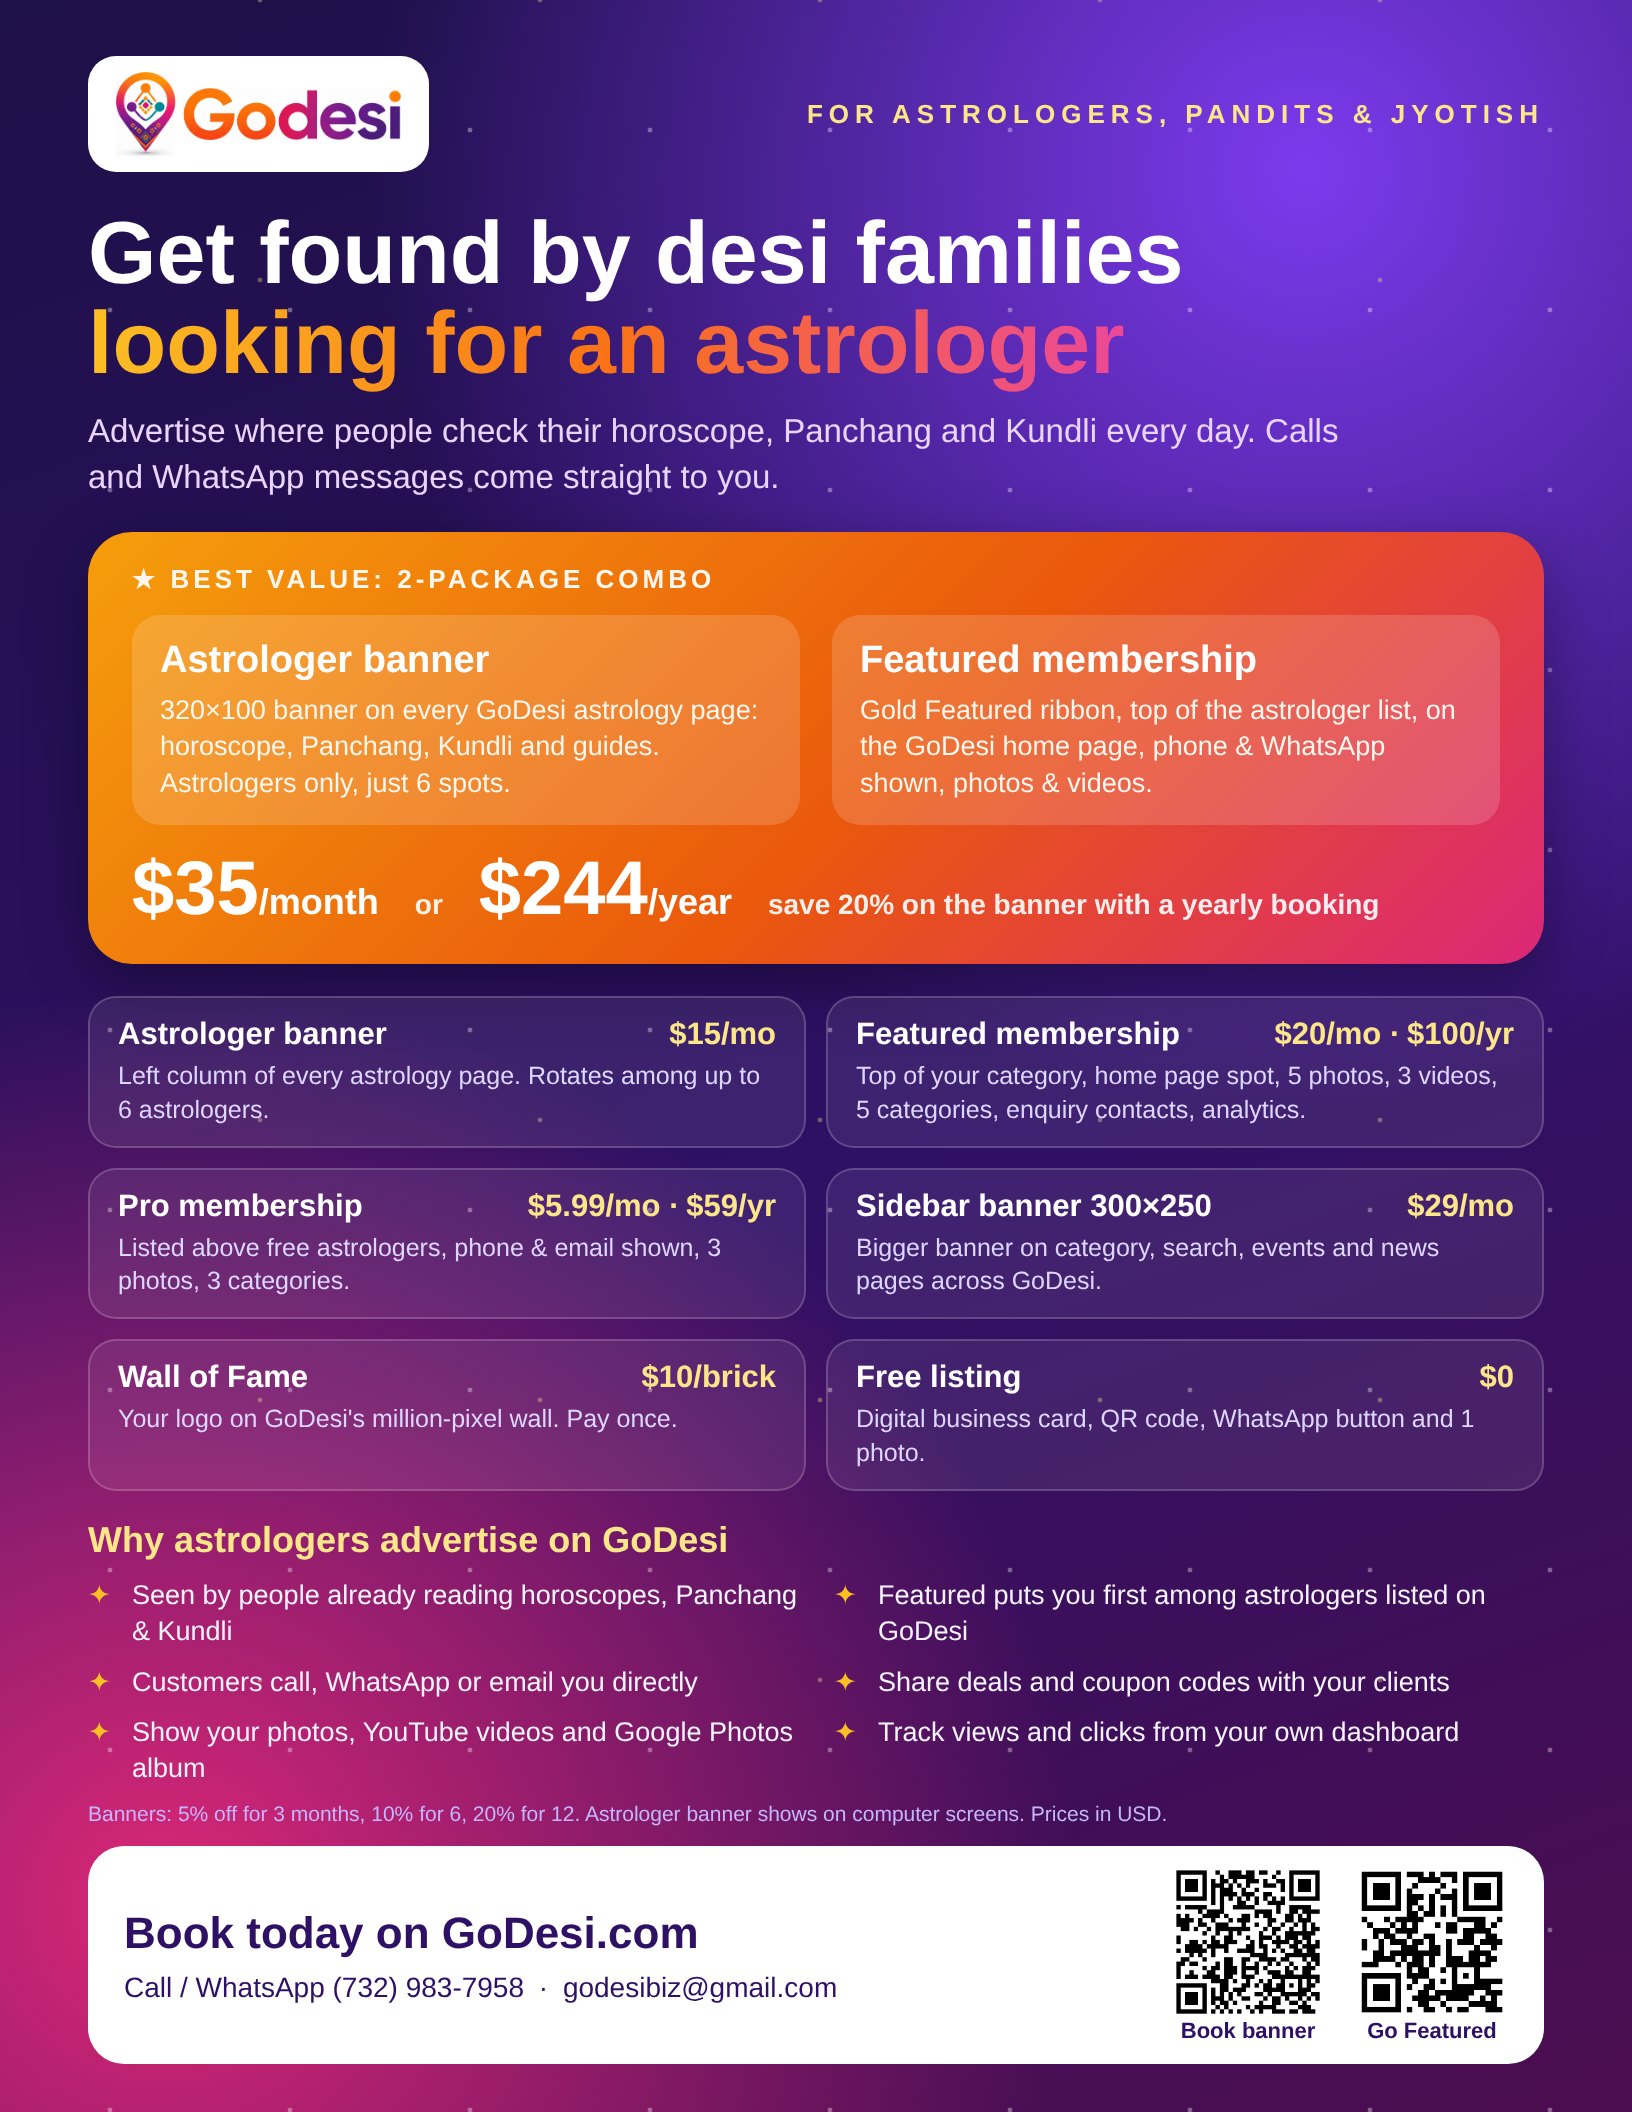 Godesi
FOR ASTROLOGERS, PANDITS & JYOTISH
Get found by desi families
looking for an astrologer
Advertise where people check their horoscope, Panchang and Kundli every day. Calls
and WhatsApp messages come straight to you.
★ BEST VALUE: 2-PACKAGE COMBO
Astrologer banner
320×100 banner on every GoDesi astrology page:
horoscope, Panchang, Kundli and guides.
Astrologers only, just 6 spots.
Featured membership
Gold Featured ribbon, top of the astrologer list, on
the GoDesi home page, phone & WhatsApp
shown, photos & videos.
$35/month or $244/year save 20% on the banner with a yearly booking
Astrologer banner $15/mo
Left column of every astrology page. Rotates among up to
6 astrologers.
Featured membership $20/mo · $100/yr
Top of your category, home page spot, 5 photos, 3 videos,
5 categories, enquiry contacts, analytics.
Pro membership $5.99/mo · $59/yr
Listed above free astrologers, phone & email shown, 3
photos, 3 categories.
Sidebar banner 300×250 $29/mo
Bigger banner on category, search, events and news
pages across GoDesi.
Wall of Fame $10/brick
Your logo on GoDesi's million-pixel wall. Pay once.
Free listing $0
Digital business card, QR code, WhatsApp button and 1
photo.
Why astrologers advertise on GoDesi
✦ Seen by people already reading horoscopes, Panchang
& Kundli
✦ Featured puts you first among astrologers listed on
GoDesi
✦ Customers call, WhatsApp or email you directly
✦ Share deals and coupon codes with your clients
✦ Show your photos, YouTube videos and Google Photos
album
✦ Track views and clicks from your own dashboard
Banners: 5% off for 3 months, 10% for 6, 20% for 12. Astrologer banner shows on computer screens. Prices in USD.
Book today on GoDesi.com
Call / WhatsApp (732) 983-7958 · godesibiz@gmail.com
Book banner
Go Featured